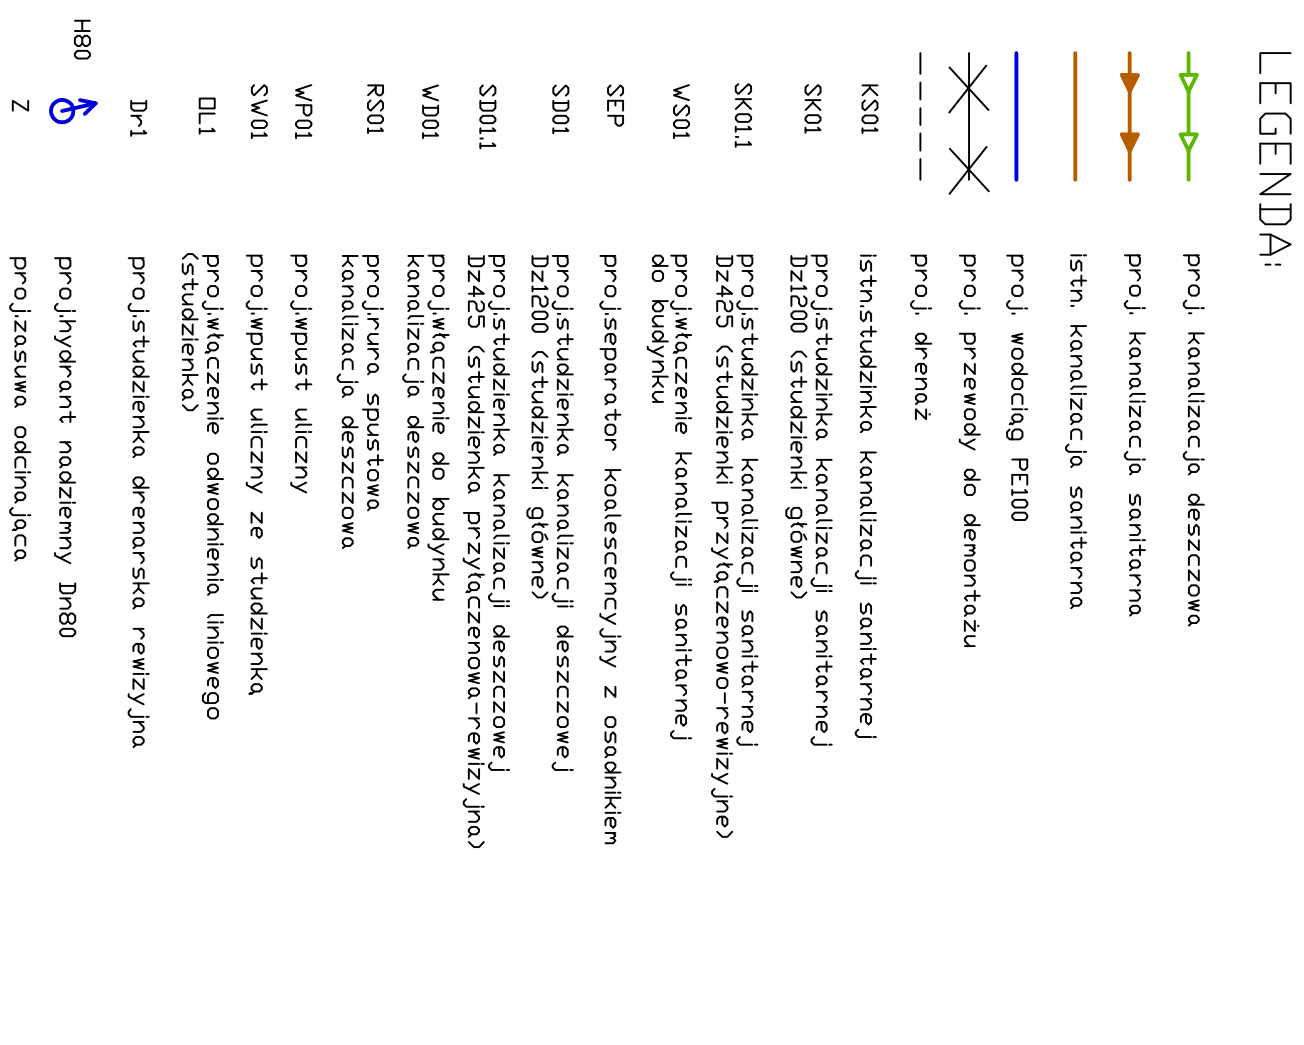 LEGENDA:
proj. kanalizacja deszczowa
proj. kanalizacja sanitarna
istn. kanalizacja sanitarna
proj. wodociąg PE100
proj. przewody do demontażu
proj. drenaż
KS01 istn.studzinka kanalizacji sanitarnej
SK01 proj.studzinka kanalizacji sanitarnej
Dz1200 (studzienki główne)
SK01.1 proj.studzinka kanalizacji sanitarnej
Dz425 (studzienki przyłączenowo-rewizyjne)
WS01 proj.włączenie kanalizacji sanitarnej
do budynku
SEP proj.separator koalescencyjny z osadnikiem
SD01 proj.studzienka kanalizacji deszczowej
Dz1200 (studzienki główne)
SD01.1 proj.studzienka kanalizacji deszczowej
Dz425 (studzienka przyłączenowa-rewizyjna)
WD01 proj.włączenie do budynku
kanalizacja deszczowa
RS01 proj.rura spustowa
kanalizacja deszczowa
WP01 proj.wpust uliczny
SW01 proj.wpust uliczny ze studzienką
OL1 proj.włączenie odwodnienia liniowego
(studzienka)
Dr1 proj.studzienka drenarska rewizyjna
H80 proj.hydrant nadziemny Dn80
Z proj.zasuwa odcinająca